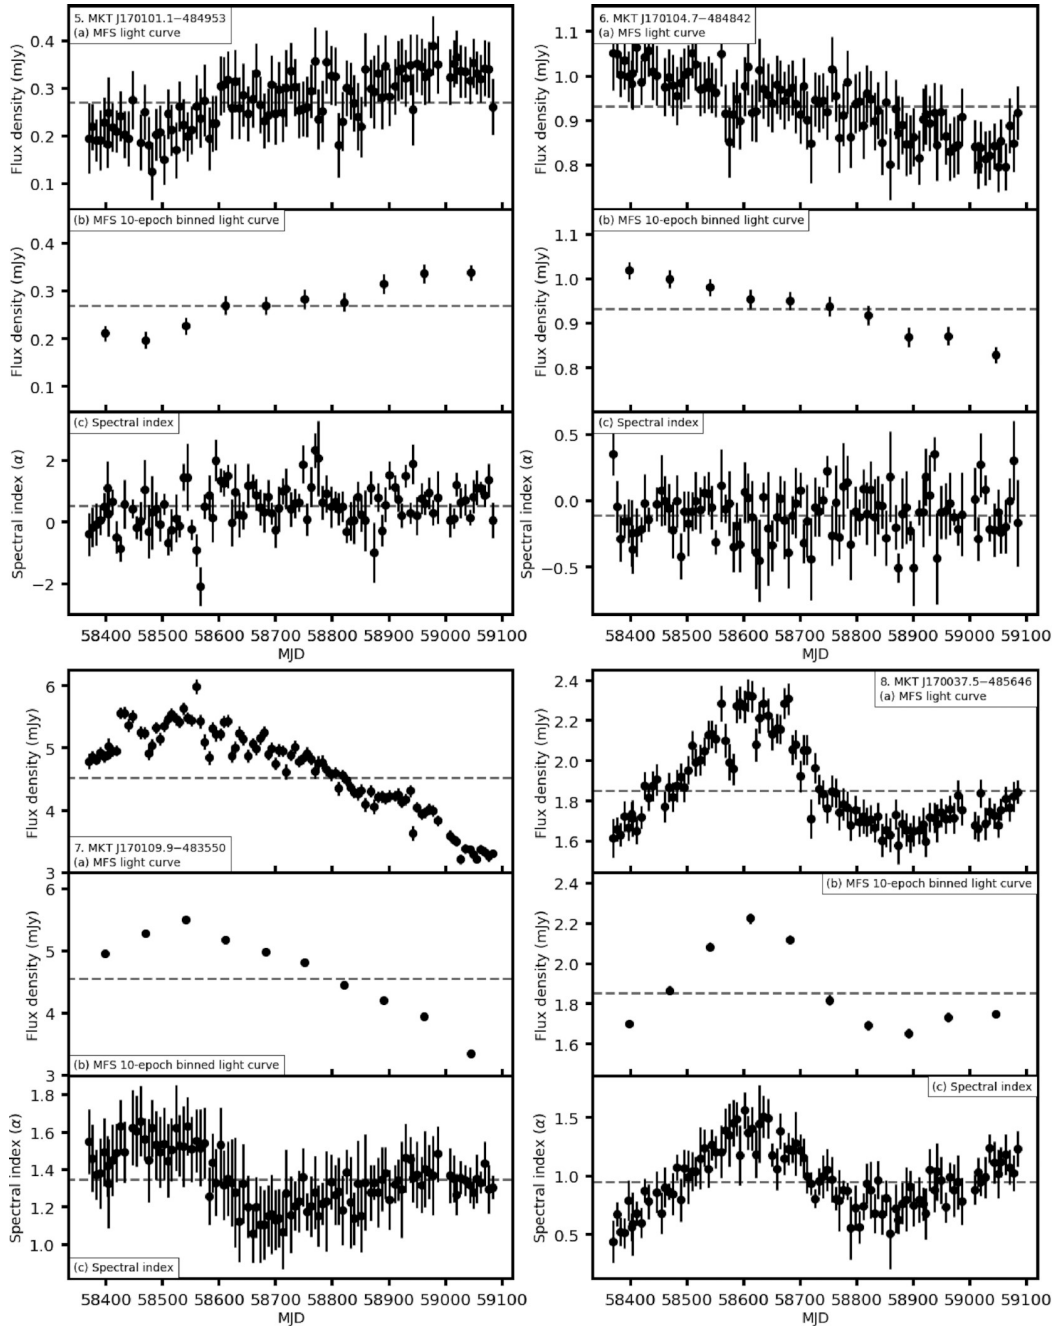 5. MKT J170101.1−484953
(a) MFS light curve
Flux density (mJy)
0.4
0.3
0.2
0.1
(b) MFS 10-epoch binned light curve
Flux density (mJy)
0.4
0.3
0.2
0.1
(c) Spectral index
Spectral index (α)
2
0
−2
58400 58500 58600 58700 58800 58900 59000 59100
MJD
6. MKT J170104.7−484842
(a) MFS light curve
Flux density (mJy)
1.1
1.0
0.9
0.8
(b) MFS 10-epoch binned light curve
Flux density (mJy)
1.1
1.0
0.9
0.8
(c) Spectral index
Spectral index (α)
0.5
0.0
−0.5
58400 58500 58600 58700 58800 58900 59000 59100
MJD
Flux density (mJy)
6
5
4
3
7. MKT J170109.9−483550
(a) MFS light curve
Flux density (mJy)
6
5
4
3
(b) MFS 10-epoch binned light curve
Spectral index (α)
1.8
1.6
1.4
1.2
1.0
(c) Spectral index
58400 58500 58600 58700 58800 58900 59000 59100
MJD
8. MKT J170037.5−485646
(a) MFS light curve
Flux density (mJy)
2.4
2.2
2.0
1.8
1.6
(b) MFS 10-epoch binned light curve
Flux density (mJy)
2.4
2.2
2.0
1.8
1.6
(c) Spectral index
Spectral index (α)
1.5
1.0
0.5
58400 58500 58600 58700 58800 58900 59000 59100
MJD